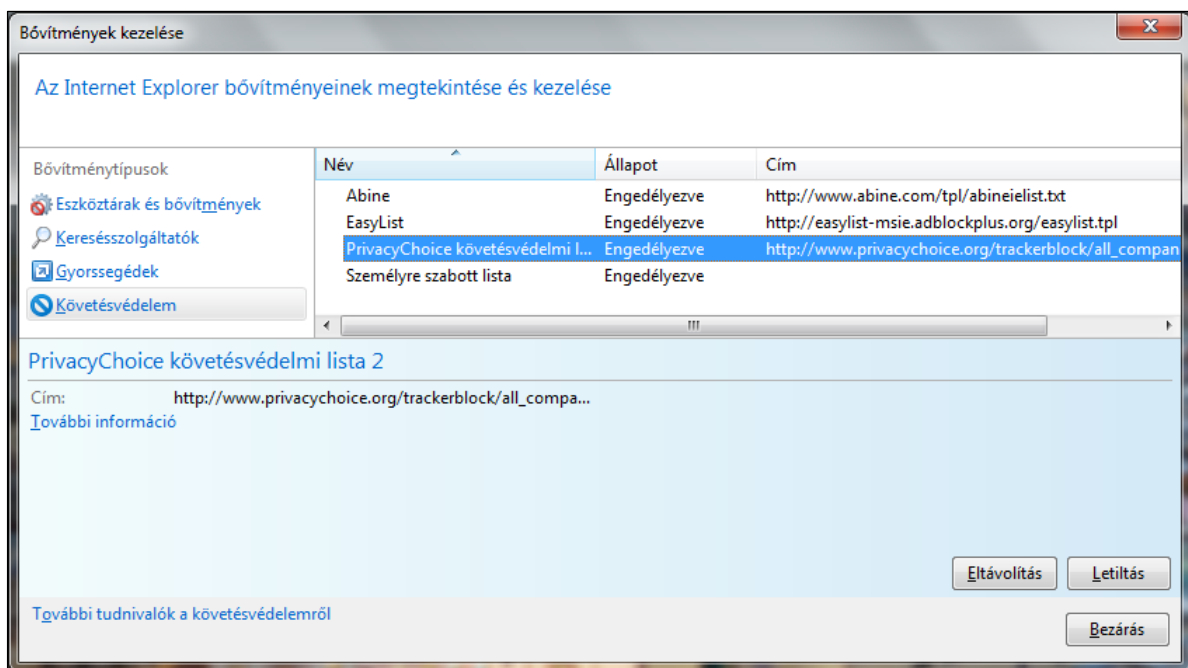 Bővítmények kezelése
Az Internet Explorer bővítményeinek megtekintése és kezelése
Bővítménytípusok
Eszköztárak és bővítmények
Keresésszolgáltatók
Gyorssegédek
Követésvédelem
Név Állapot Cím
Abine Engedélyezve http://www.abine.com/tpl/abineielist.txt
EasyList Engedélyezve http://easylist-msie.adblockplus.org/easylist.tpl
PrivacyChoice követésvédelmi l... Engedélyezve http://www.privacychoice.org/trackerblock/all_compan
Személyre szabott lista Engedélyezve
PrivacyChoice követésvédelmi lista 2
Cím: http://www.privacychoice.org/trackerblock/all_compa...
További információ
Eltávolítás Letiltás
További tudnivalók a követésvédelemről
Bezárás